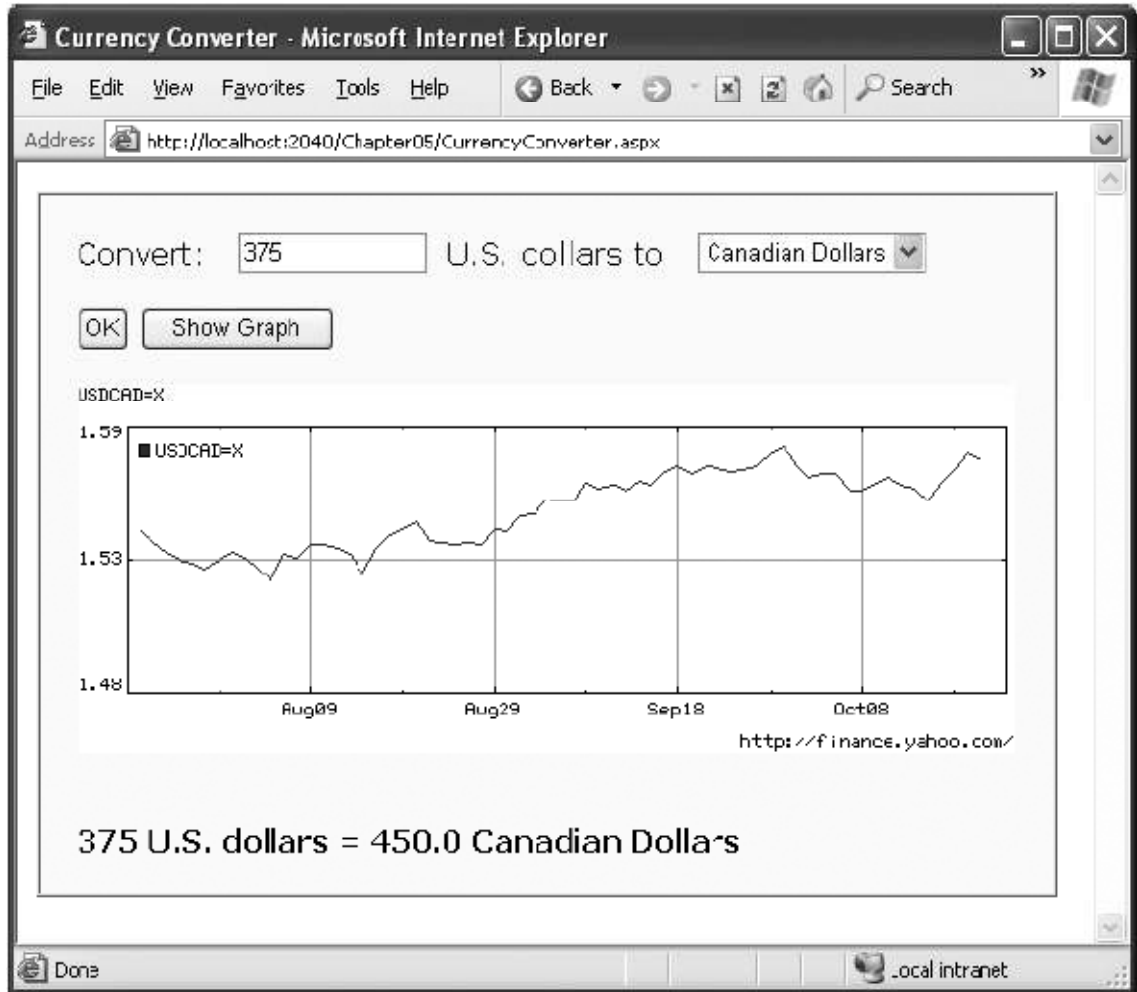 Currency Converter - Microsoft Internet Explorer
File Edit View Favorites Tools Help Back Search »
Address http://localhost:2040/Chapter05/CurrencyConverter.aspx
Convert: 375 U.S. collars to Canadian Dollars
OK Show Graph
USDCAD=X
1.59
USDCAD=X
1.53
1.48
Aug09 Aug29 Sep18 Oct08
http://finance.yahoo.com/
375 U.S. dollars = 450.0 Canadian Dollars
Done Local intranet